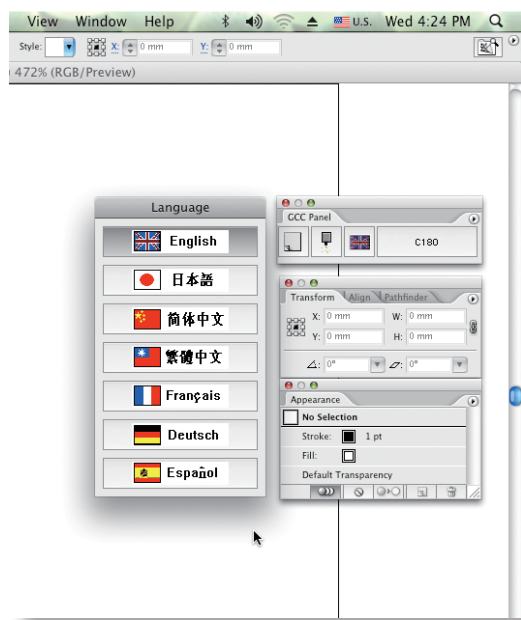 View Window Help U.S. Wed 4:24 PM
Style: X: 0 mm Y: 0 mm
472% (RGB/Preview)
Language
English
日本語
简体中文
繁體中文
Français
Deutsch
Español
GCC Panel
C180
Transform Align Pathfinder
X: 0 mm W: 0 mm
Y: 0 mm H: 0 mm
0° 0°
Appearance
No Selection
Stroke: 1 pt
Fill:
Default Transparency